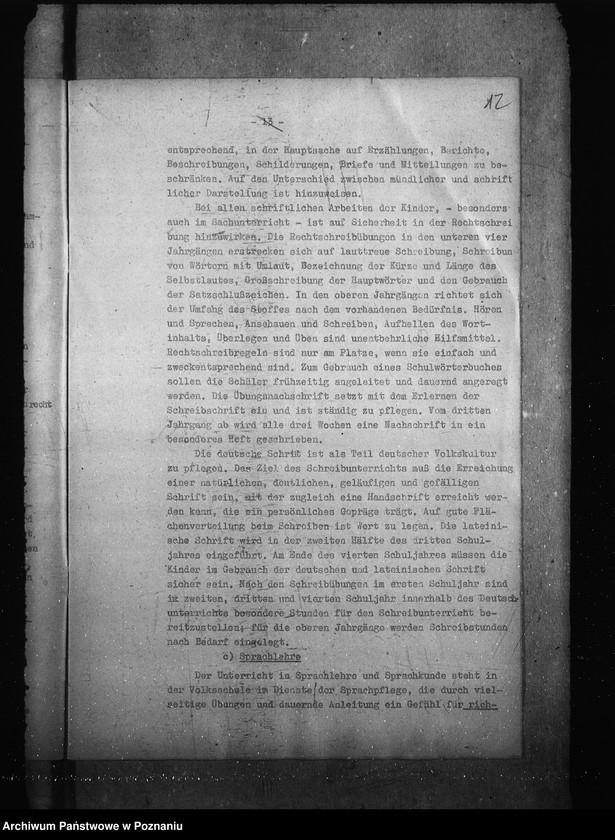 12
- 13 -
entsprechend, in der Hauptsache auf Erzählungen, Berichte,
Beschreibungen, Schilderungen, Briefe und Mitteilungen zu be-
schränken. Auf den Unterschied zwischen mündlicher und schrift
licher Darstellung ist hinzuweisen.
Bei allen schriftlichen Arbeiten der Kinder, - besonders
auch im Sachunterricht - ist auf Sicherheit in der Rechtschrei
bung hinzuwirken. Die Rechtschreibübungen in den unteren vier
Jahrgängen erstrecken sich auf lauttreue Schreibung, Schreibun
von Wörtern mit Umlaut, Bezeichnung der Kürze und Länge des
Selbstlautes, Großschreibung der Hauptwörter und den Gebrauch
der Satzschlußzeichen. In den oberen Jahrgängen richtet sich
der Umfang des Stoffes nach dem vorhandenen Bedürfnis. Hören
und Sprechen, Anschauen und Schreiben, Aufhellen des Wort-
inhalts, Überlegen und Üben sind unentbehrliche Hilfsmittel.
Rechtschreibregeln sind nur am Platze, wenn sie einfach und
zweckentsprechend sind. Zum Gebrauch eines Schulwörterbuches
sollen die Schüler frühzeitig angeleitet und dauernd angeregt
werden. Die Übungsnachschrift setzt mit dem Erlernen der
Schreibschrift ein und ist ständig zu pflegen. Vom dritten
Jahrgang ab wird alle drei Wochen eine Nachschrift in ein
besonderes Heft geschrieben.
Die deutsche Schrift ist als Teil deutscher Volkskultur
zu pflegen. Das Ziel des Schreibunterrichts muß die Erreichung
einer natürlichen, deutlichen, geläufigen und gefälligen
Schrift sein, mit der zugleich eine Handschrift erreicht wer-
den kann, die ein persönliches Gepräge trägt. Auf gute Flä-
chenverteilung beim Schreiben ist Wert zu legen. Die lateini-
sche Schrift wird in der zweiten Hälfte des dritten Schul-
jahres eingeführt. Am Ende des vierten Schuljahres müssen die
Kinder im Gebrauch der deutschen und lateinischen Schrift
sicher sein. Nach den Schreibübungen im ersten Schuljahr sind
im zweiten, dritten und vierten Schuljahr innerhalb des Deutsch-
unterrichts besondere Stunden für den Schreibunterricht be-
reitzustellen; für die oberen Jahrgänge werden Schreibstunden
nach Bedarf eingelegt.
c) Sprachlehre
Der Unterricht in Sprachlehre und Sprachkunde steht in
der Volksschule im Dienste der Sprachpflege, die durch viel-
seitige Übungen und dauernde Anleitung ein Gefühl für rich-
nd
recht
Archiwum Państwowe w Poznaniu